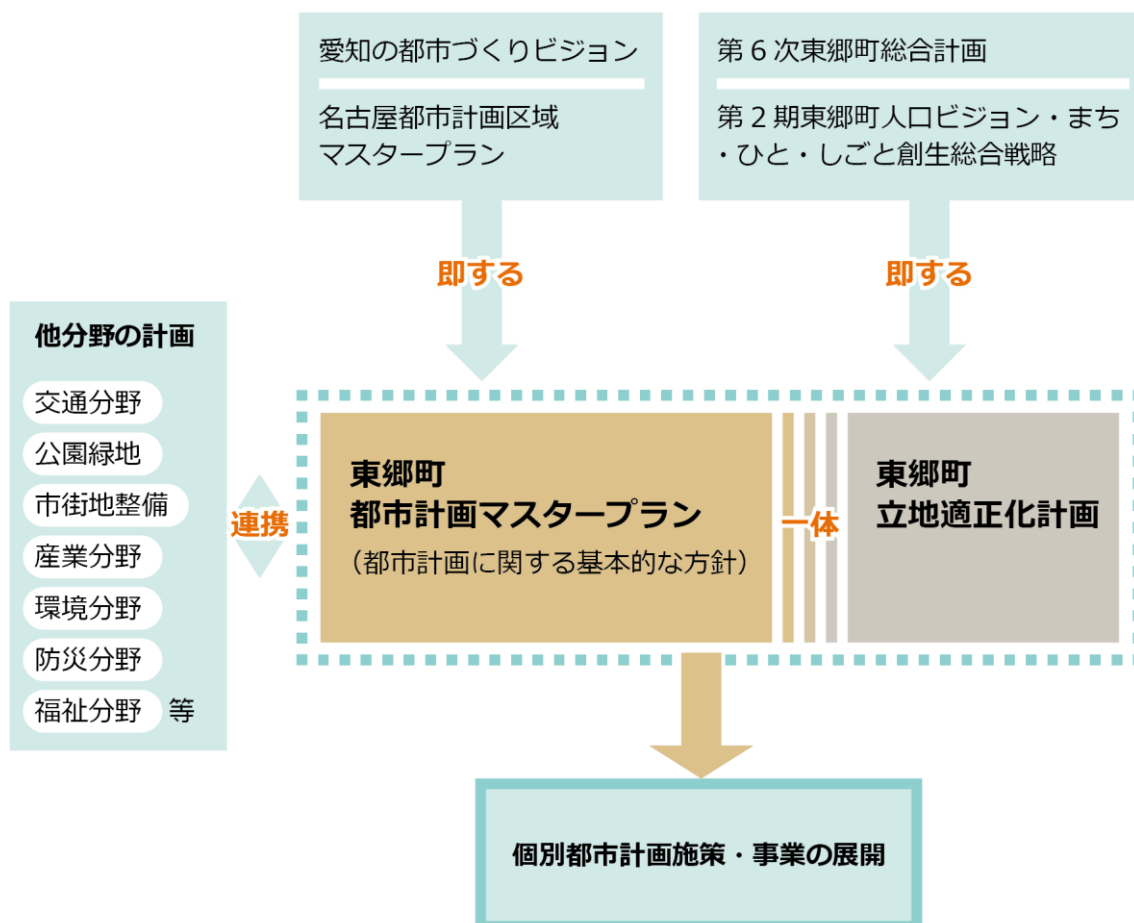 愛知の都市づくりビジョン
名古屋都市計画区域
マスタープラン
第6次東郷町総合計画
第2期東郷町人口ビジョン・まち
・ひと・しごと創生総合戦略
即する
即する
他分野の計画
交通分野
公園緑地
市街地整備
産業分野
環境分野
防災分野
福祉分野 等
連携
東郷町
都市計画マスタープラン
（都市計画に関する基本的な方針）
一体
東郷町
立地適正化計画
個別都市計画施策・事業の展開